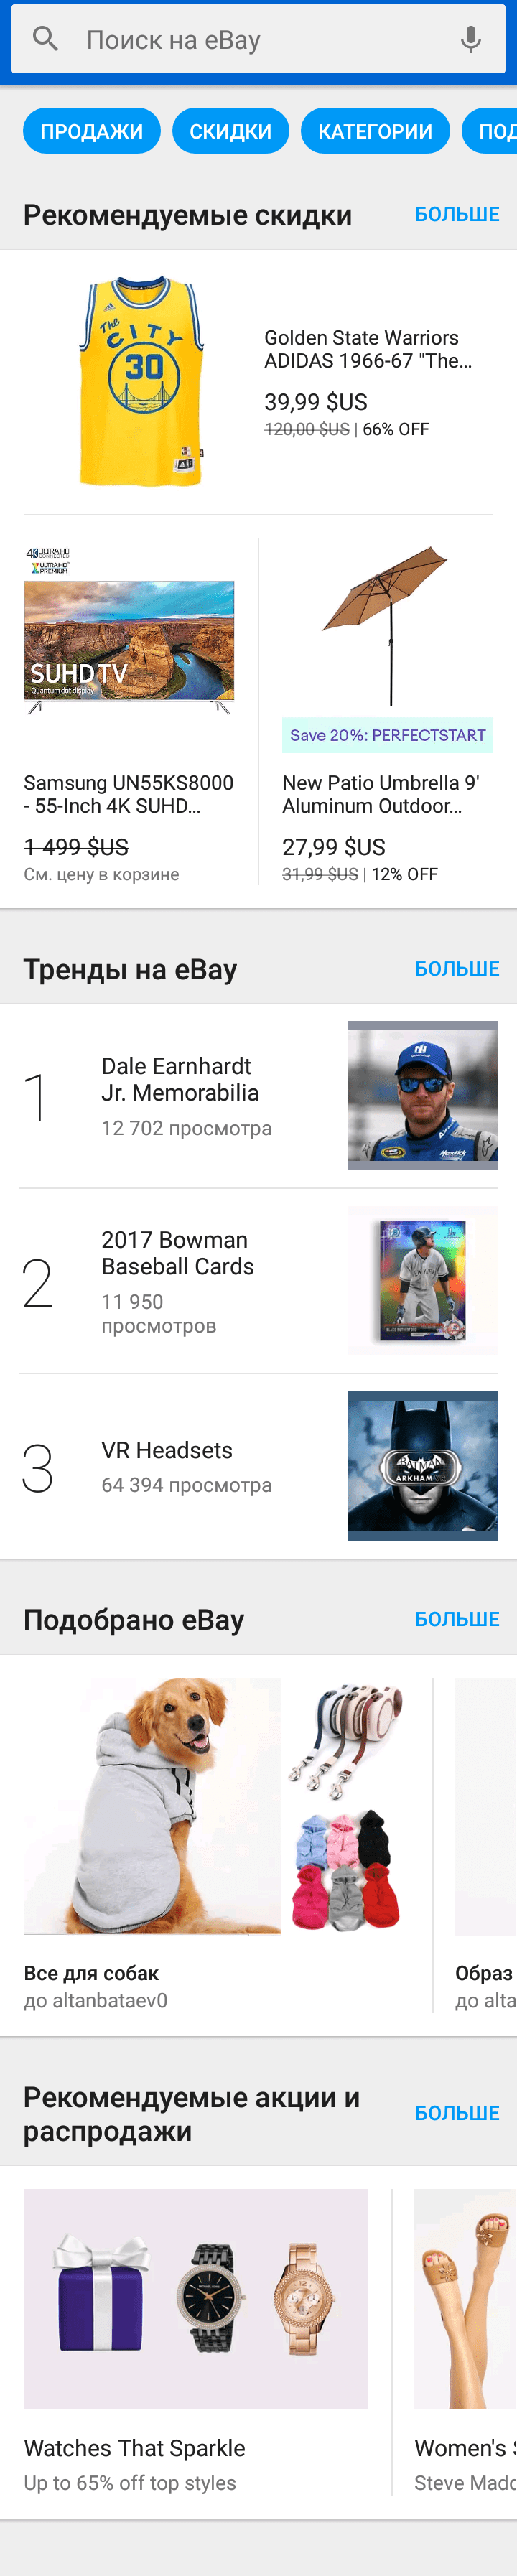 Поиск на eBay
ПРОДАЖИ
СКИДКИ
КАТЕГОРИИ
ПОД
Рекомендуемые скидки
БОЛЬШЕ
The
CITY
30
Golden State Warriors
ADIDAS 1966-67 "The...
39,99 $US
120,00 $US | 66% OFF
4K ULTRA HD
CONNECTED
ULTRA HD
PREMIUM
SUHD TV
Quantum dot display
Samsung UN55KS8000
- 55-Inch 4K SUHD...
1 499 $US
См. цену в корзине
Save 20%: PERFECTSTART
New Patio Umbrella 9'
Aluminum Outdoor...
27,99 $US
31,99 $US | 12% OFF
Тренды на eBay
БОЛЬШЕ
1
Dale Earnhardt
Jr. Memorabilia
12 702 просмотра
2
2017 Bowman
Baseball Cards
11 950
просмотров
3
VR Headsets
64 394 просмотра
BATMAN
ARKHAM VR
Подобрано eBay
БОЛЬШЕ
Все для собак
до altanbataev0
Образ
до alta
Рекомендуемые акции и
распродажи
БОЛЬШЕ
Watches That Sparkle
Up to 65% off top styles
Women's S
Steve Madd